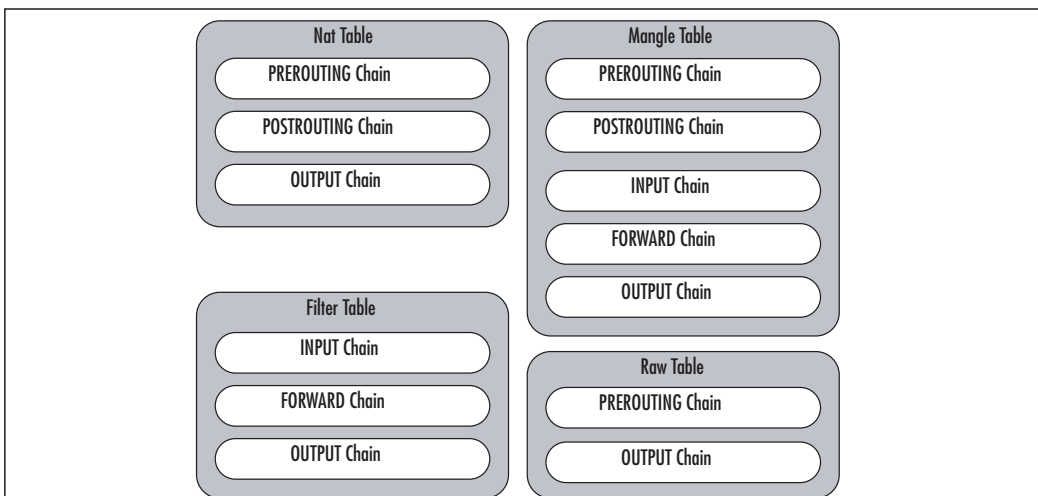 Nat Table
PREROUTING Chain
POSTROUTING Chain
OUTPUT Chain
Mangle Table
PREROUTING Chain
POSTROUTING Chain
INPUT Chain
FORWARD Chain
OUTPUT Chain
Filter Table
INPUT Chain
FORWARD Chain
OUTPUT Chain
Raw Table
PREROUTING Chain
OUTPUT Chain